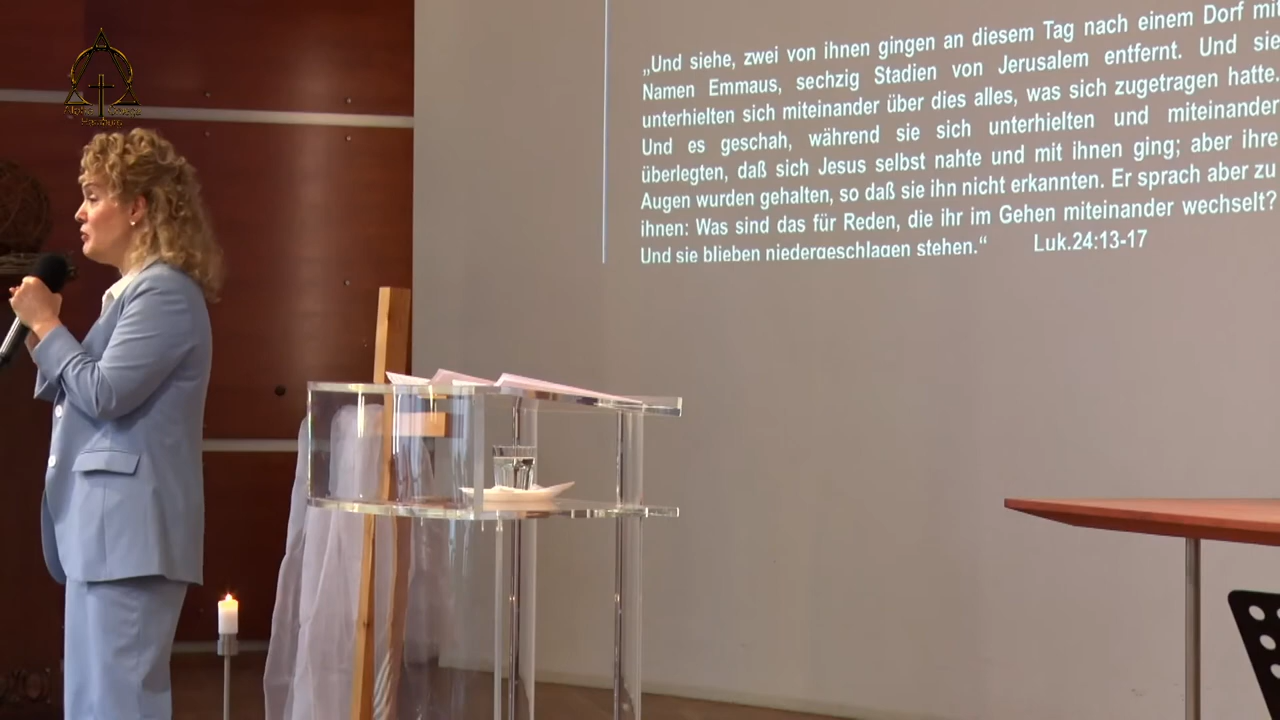 „Und siehe, zwei von ihnen gingen an diesem Tag nach einem Dorf mit
Namen Emmaus, sechzig Stadien von Jerusalem entfernt. Und sie
unterhielten sich miteinander über dies alles, was sich zugetragen hatte.
Und es geschah, während sie sich unterhielten und miteinander
überlegten, daß sich Jesus selbst nahte und mit ihnen ging; aber ihre
Augen wurden gehalten, so daß sie ihn nicht erkannten. Er sprach aber zu
ihnen: Was sind das für Reden, die ihr im Gehen miteinander wechselt?
Und sie blieben niedergeschlagen stehen.“ Luk.24:13-17